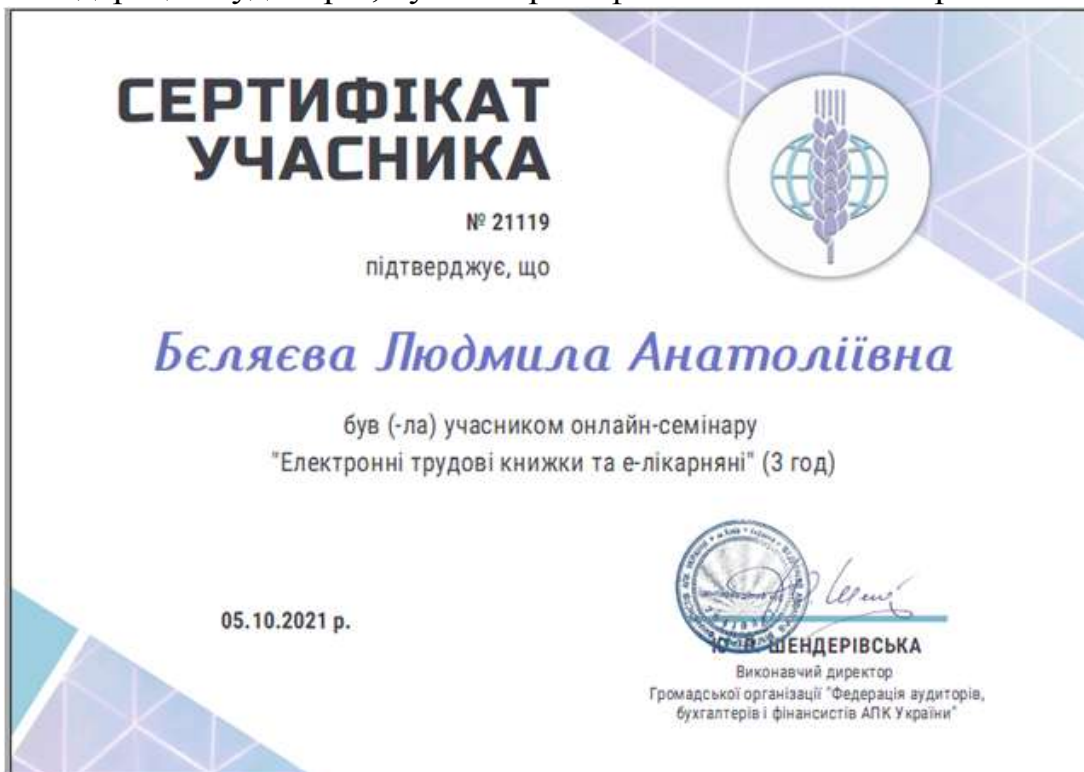 СЕРТИФІКАТ
УЧАСНИКА
№ 21119
підтверджує, що
Бєляєва Людмила Анатоліївна
був (-ла) учасником онлайн-семінару
"Електронні трудові книжки та е-лікарняні" (3 год)
05.10.2021 р.
ШЕНДЕРІВСЬКА
Виконавчий директор
Громадської організації "Федерація аудиторів,
бухгалтерів і фінансистів АПК України"